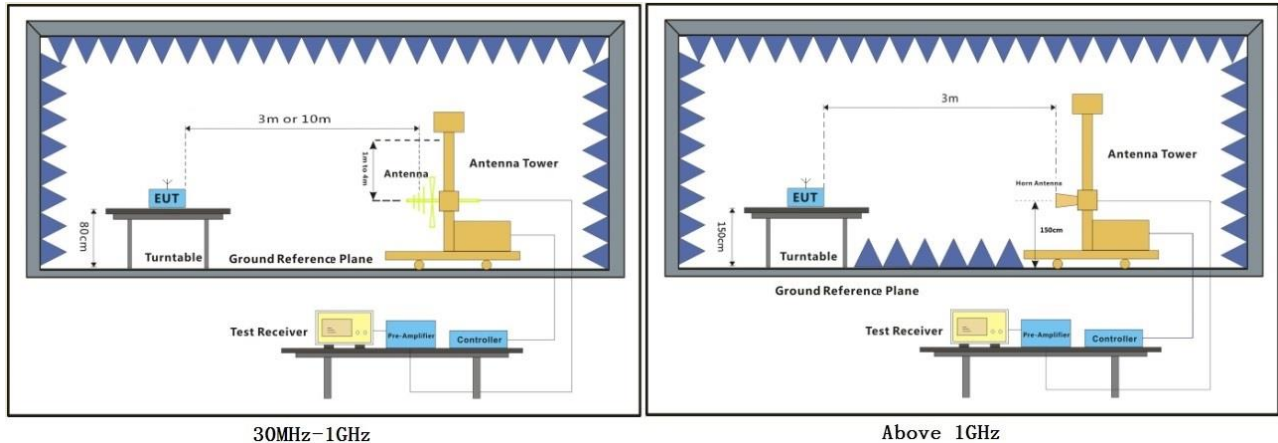 3m or 10m
1m to 4m
Antenna
Antenna Tower
EUT
80cm
Turntable
Ground Reference Plane
Test Receiver
Pre-Amplifier
Controller
30MHz-1GHz
3m
Antenna Tower
Horn Antenna
EUT
150cm
150cm
Turntable
Ground Reference Plane
Test Receiver
Pre-Amplifier
Controller
Above 1GHz